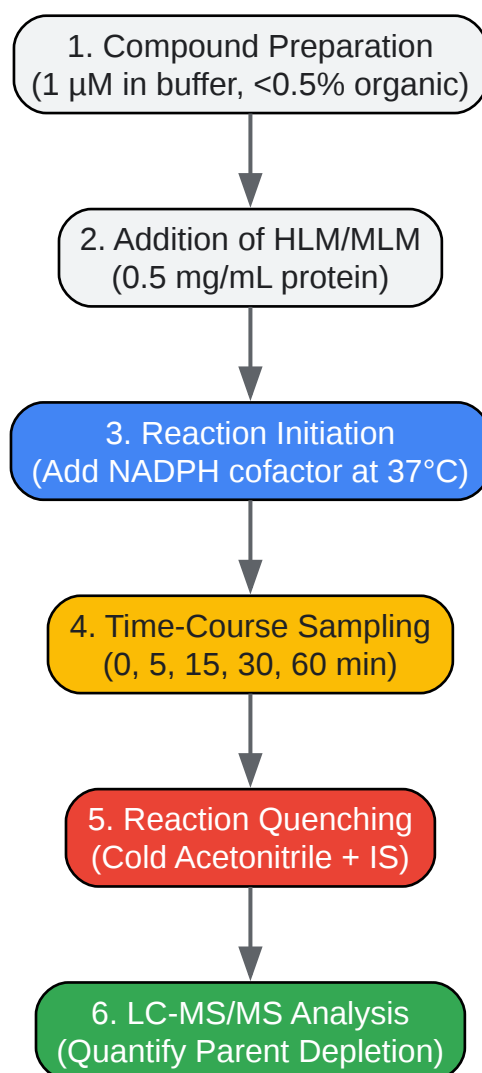 1. Compound Preparation
(1 µM in buffer, <0.5% organic)
2. Addition of HLM/MLM
(0.5 mg/mL protein)
3. Reaction Initiation
(Add NADPH cofactor at 37°C)
4. Time-Course Sampling
(0, 5, 15, 30, 60 min)
5. Reaction Quenching
(Cold Acetonitrile + IS)
6. LC-MS/MS Analysis
(Quantify Parent Depletion)